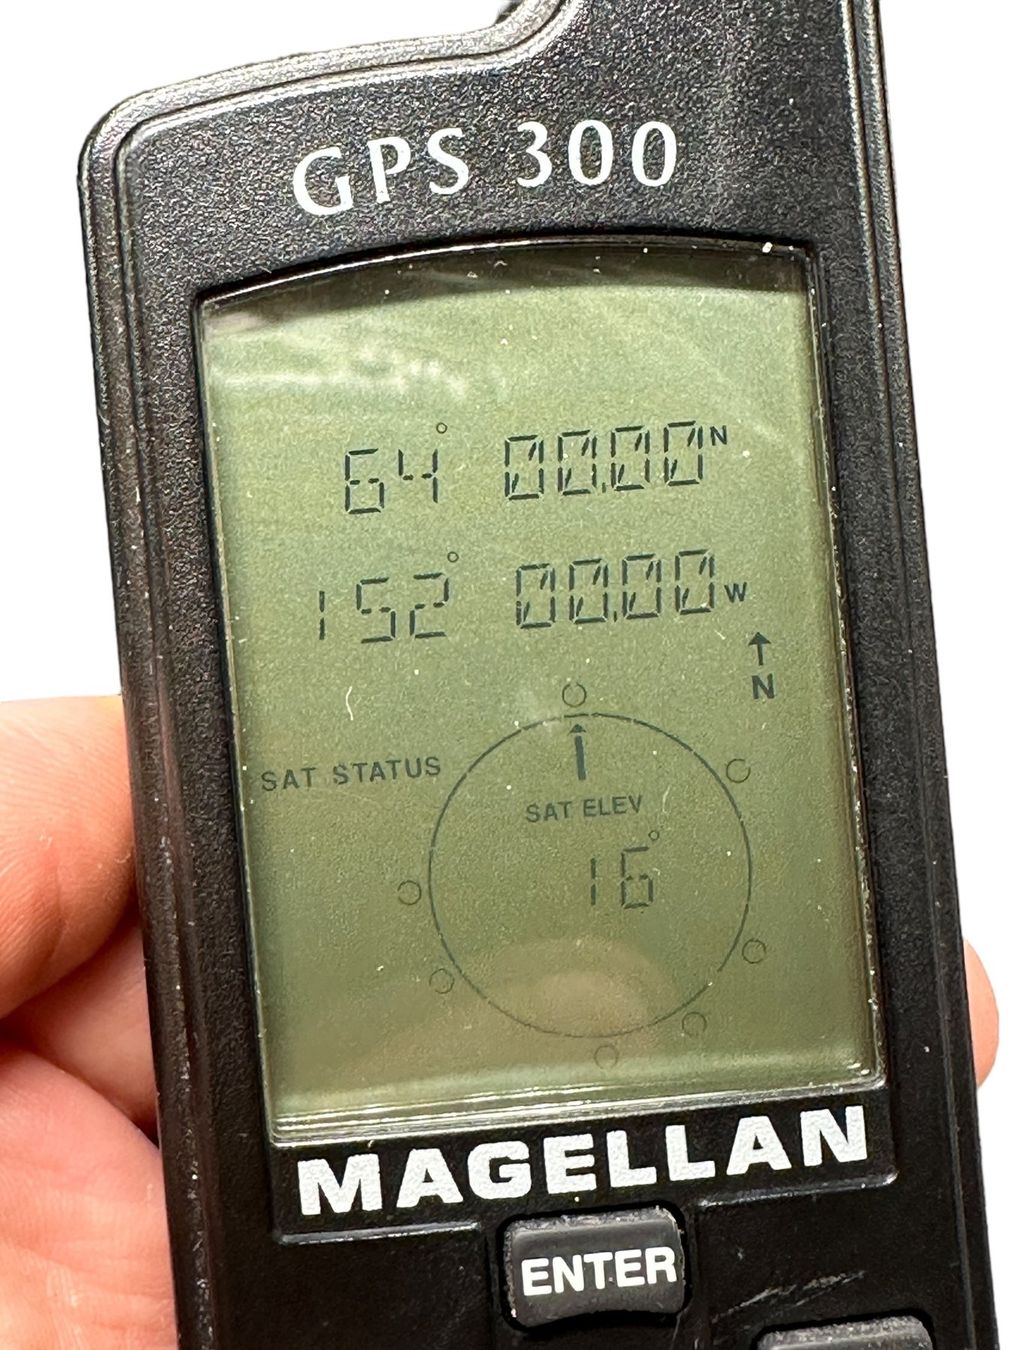 GPS 300
64° 00.00 N
152° 00.00 W
↑
N
SAT STATUS
SAT ELEV
16°
MAGELLAN
ENTER